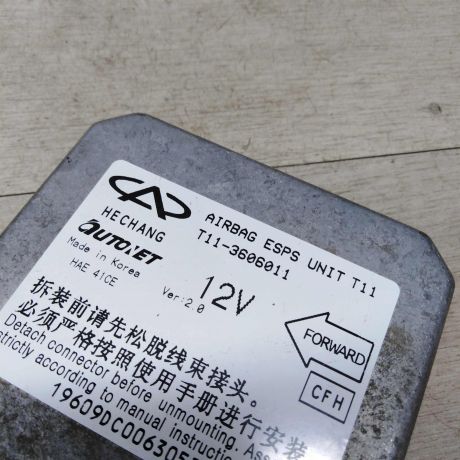 AIRBAG ESPS UNIT T11
T11-3606011
HECHANG
AUTONET
Made in Korea
HAE 41CE
Ver:2.0
12V
FORWARD
CFH
拆装前请先松脱线束接头。
必须严格按照使用手册进行安装
Detach connector before unmounting. Ass
strictly according to manual instruction
19609DC00630